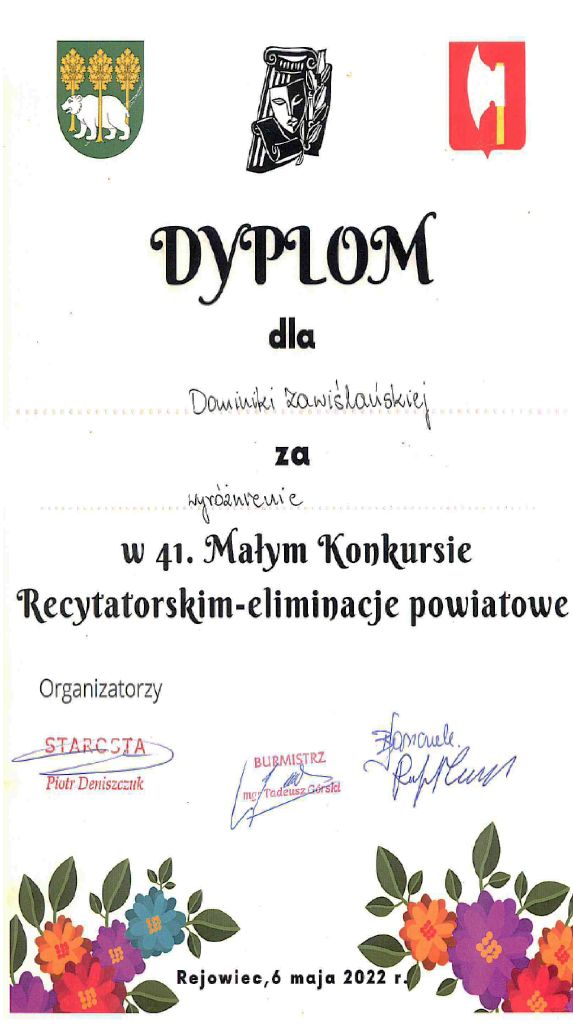 DYPLOM
dla
Dominiki Zawiślańskiej
za
wyróżnienie
w 41. Małym Konkursie
Recytatorskim-eliminacje powiatowe
Organizatorzy
STAROSTA
Piotr Deniszczuk
BURMISTRZ
mgr Tadeusz Górski
Rejowiec,6 maja 2022 r.